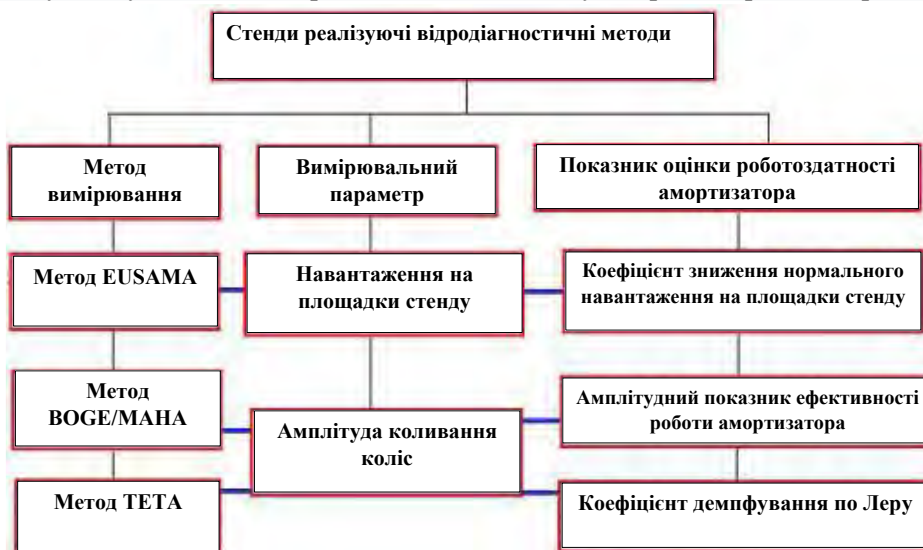 Стенди реалізуючі відродіагностичні методи
Метод
вимірювання
Вимірювальний
параметр
Показник оцінки роботоздатності
амортизатора
Метод EUSAMA
Навантаження на
площадки стенду
Коефіцієнт зниження нормального
навантаження на площадки стенду
Метод
BOGE/MAHA
Амплітуда коливання
коліс
Амплітудний показник ефективності
роботи амортизатора
Метод ТЕТА
Коефіцієнт демпфування по Леру